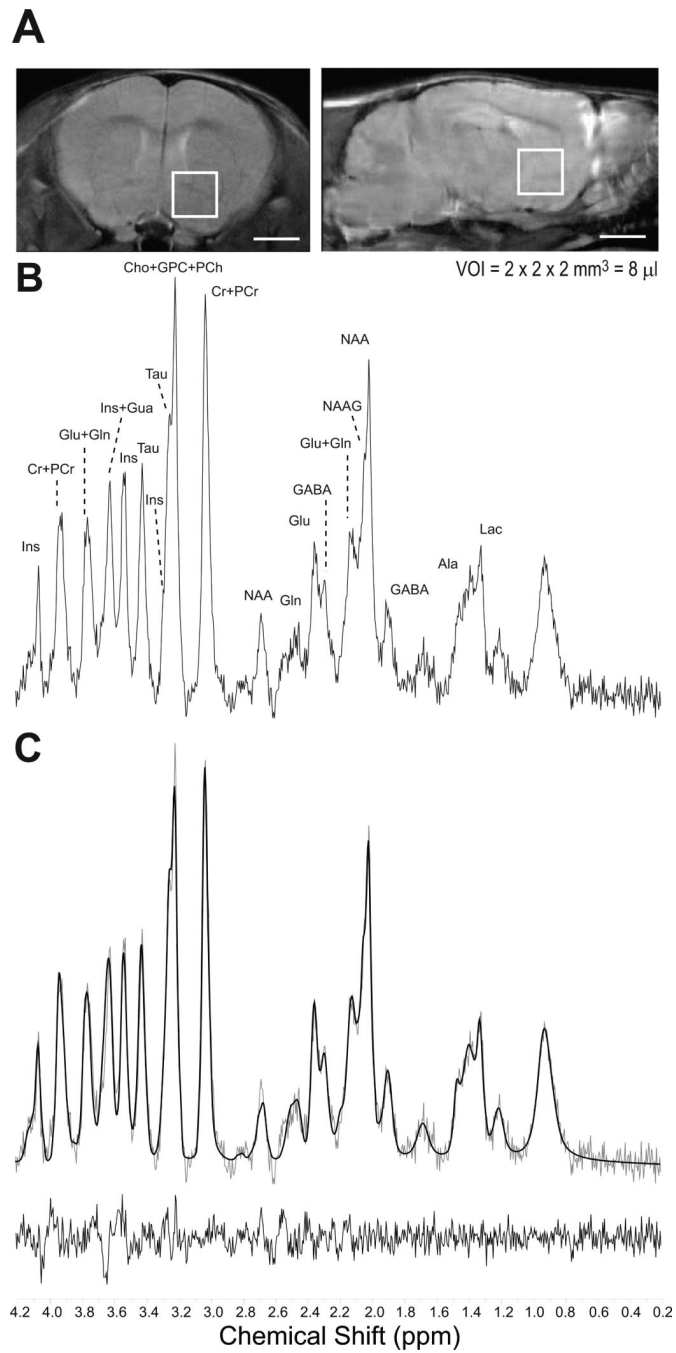 A
VOI = 2 x 2 x 2 mm³ = 8 µl
B
Cho+GPC+PCh
Cr+PCr
NAA
Tau
NAAG
Ins+Gua
Glu+Gln
Glu+Gln
Ins
Tau
Cr+PCr
GABA
Ins
Glu
Lac
Ala
Ins
NAA
Gln
GABA
C
4.2 4.0 3.8 3.6 3.4 3.2 3.0 2.8 2.6 2.4 2.2 2.0 1.8 1.6 1.4 1.2 1.0 0.8 0.6 0.4 0.2
Chemical Shift (ppm)